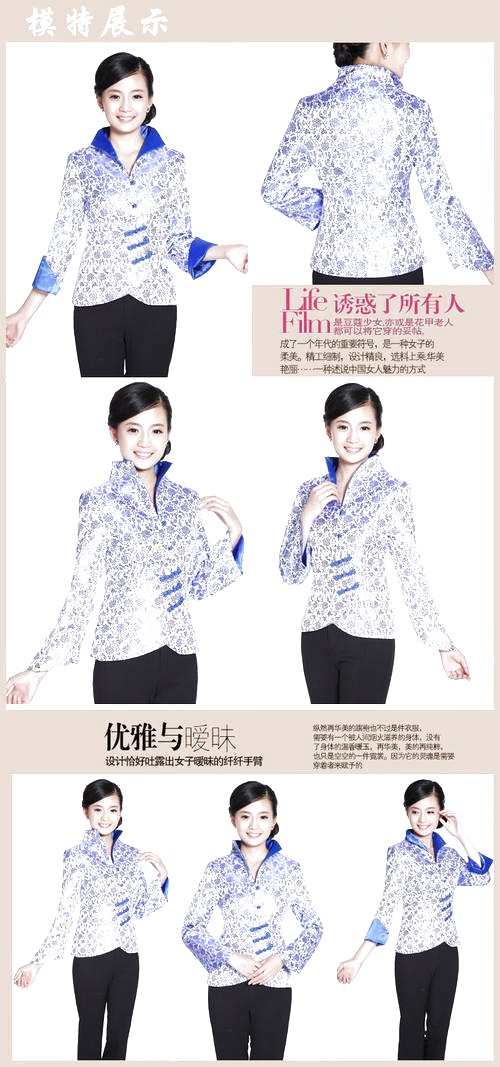 模特展示
Life
Film
诱惑了所有人
是豆蔻少女,亦或是花甲老人
都可以将它穿的妥帖,
成了一个年代的重要符号，是一种女子的
柔美。精工细制，设计精良，选料上乘.华美
艳丽……一种述说中国女人魅力的方式
优雅与暧昧
设计恰好吐露出女子暧昧的纤纤手臂
纵然再华美的旗袍也不过是件衣服，
需要有一个被人间烟火滋养的身体，没有
了身体的温香暖玉，再华美，美的再纯粹，
也只是空空的一件霓裳。因为它的灵魂是需要
穿着者来赋予的